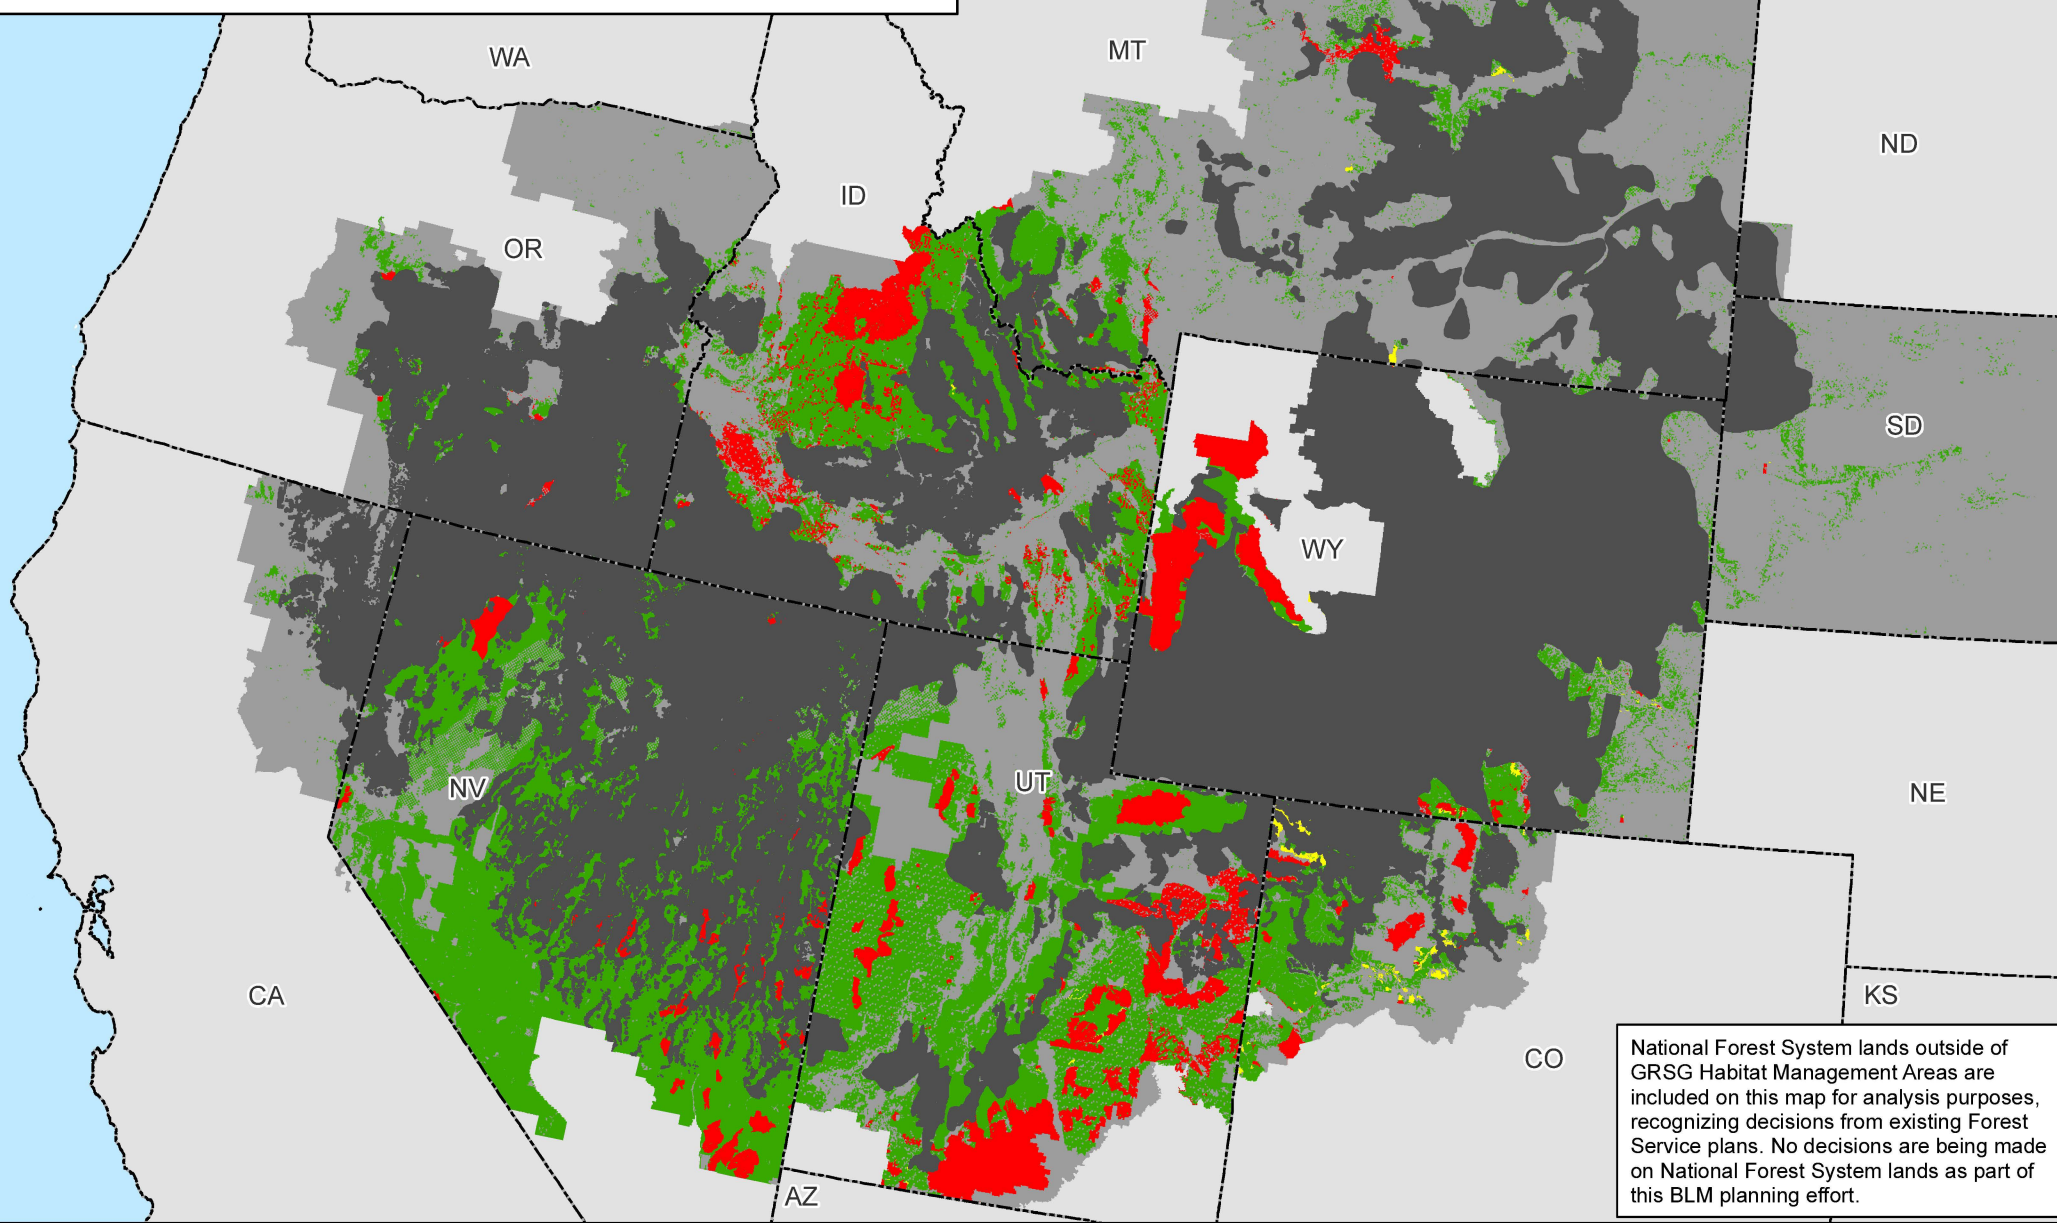 WA
MT
ND
ID
OR
SD
WY
NV
UT
NE
CA
KS
CO
AZ
National Forest System lands outside of
GRSG Habitat Management Areas are
included on this map for analysis purposes,
recognizing decisions from existing Forest
Service plans. No decisions are being made
on National Forest System lands as part of
this BLM planning effort.